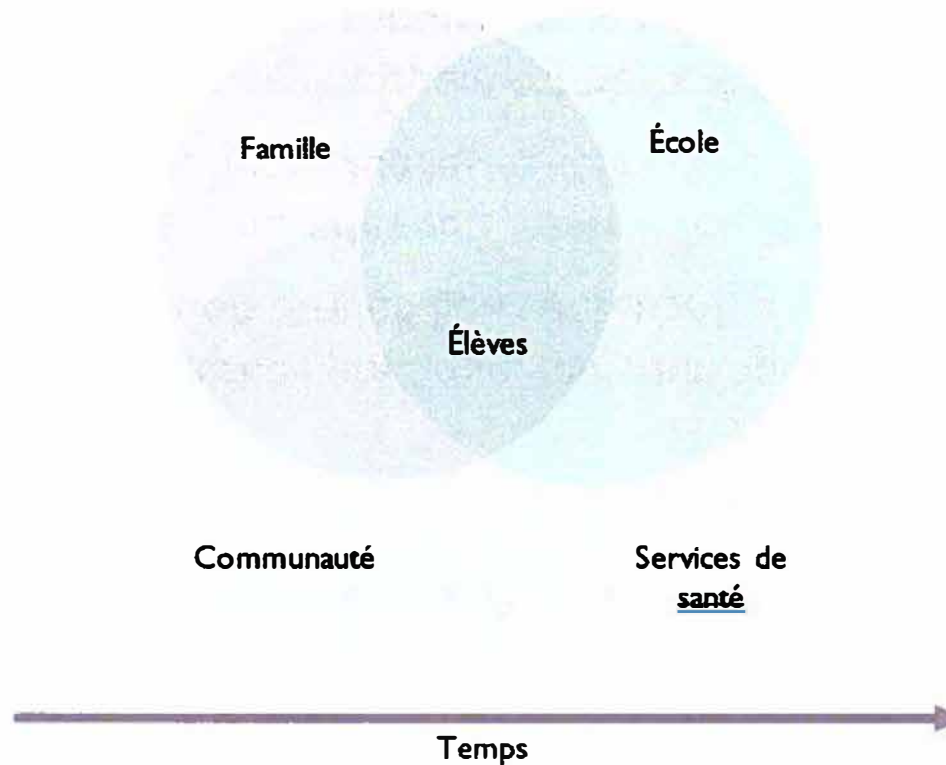 Famille
École
Élèves
Communauté
Services de
santé
Temps